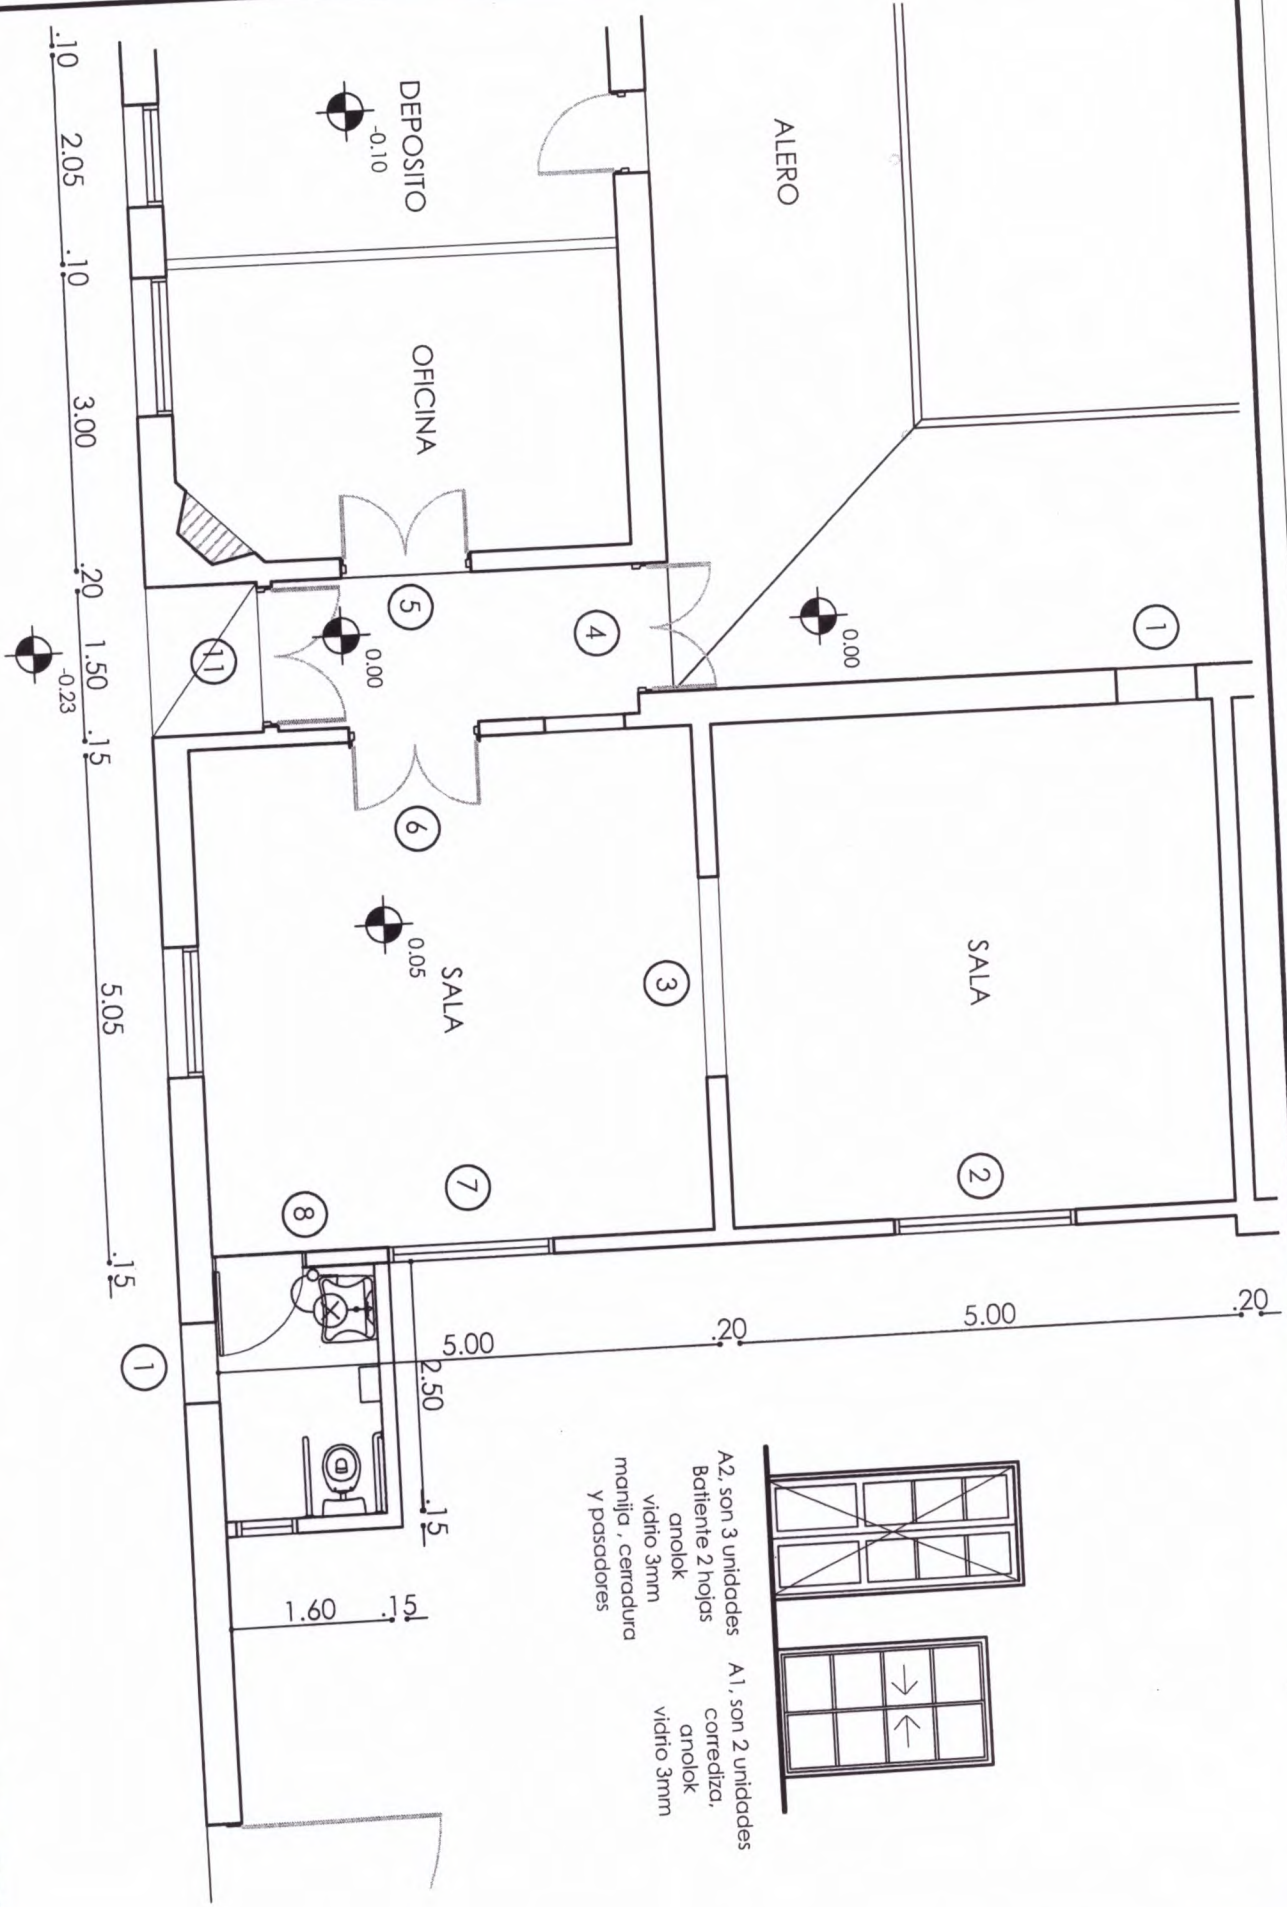 .20
1
5.00
SALA
2
0.00
ALERO
.20
3
4
A2, son 3 unidades
Batiente 2 hojas
anolok
vidrio 3mm
manija , cerradura
y pasadores
A1, son 2 unidades
corrediza,
anolok
vidrio 3mm
5.00
7
SALA
0.05
2.50
.15
DEPOSITO
-0.10
OFICINA
5
6
0.00
.15
1.60
8
11
1
.10
2.05
.10
3.00
.20
1.50
.15
5.05
.15
-0.23